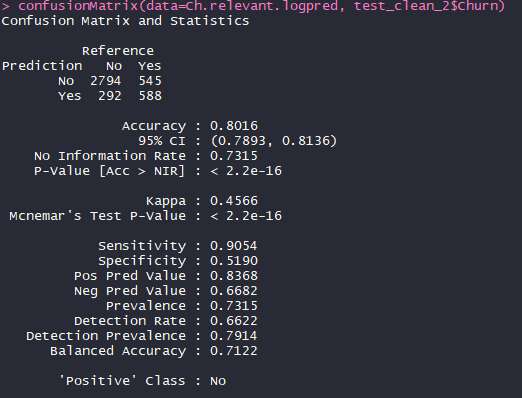 > confusionMatrix(data=Ch.relevant.logpred, test_clean_2$Churn)
Confusion Matrix and Statistics
Reference
Prediction No Yes
No 2794 545
Yes 292 588
Accuracy : 0.8016
95% CI : (0.7893, 0.8136)
No Information Rate : 0.7315
P-Value [Acc > NIR] : < 2.2e-16
Kappa : 0.4566
Mcnemar's Test P-Value : < 2.2e-16
Sensitivity : 0.9054
Specificity : 0.5190
Pos Pred Value : 0.8368
Neg Pred Value : 0.6682
Prevalence : 0.7315
Detection Rate : 0.6622
Detection Prevalence : 0.7914
Balanced Accuracy : 0.7122
'Positive' Class : No